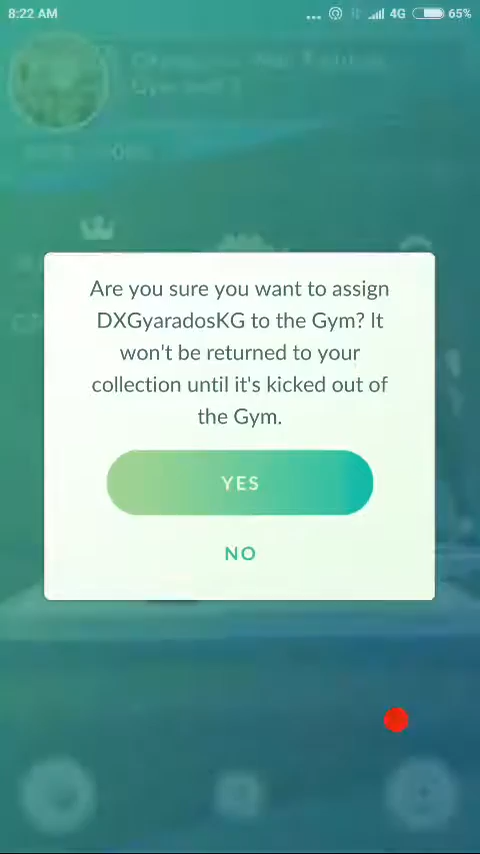 8:22 AM
... 4G 65%
Are you sure you want to assign
DXGyaradosKG to the Gym? It
won't be returned to your
collection until it's kicked out of
the Gym.
YES
NO